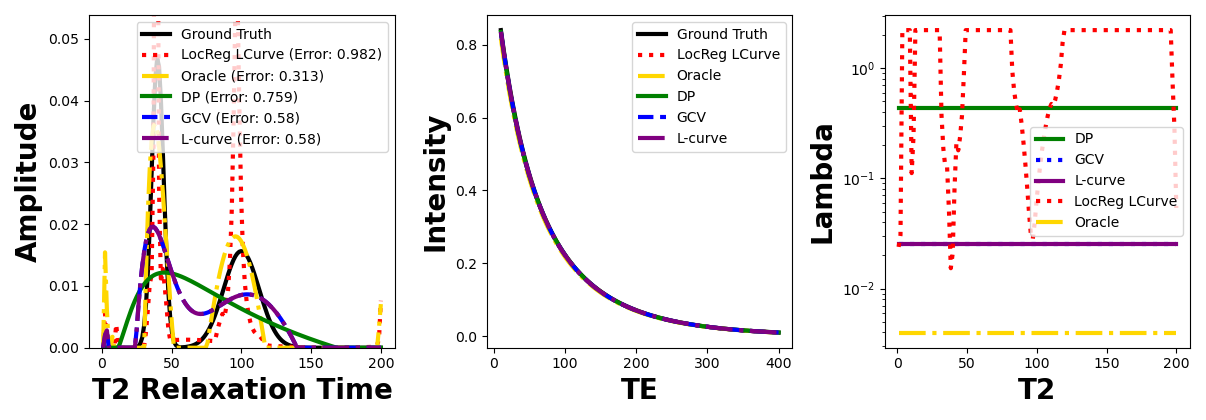 Amplitude
0.05
0.04
0.03
0.02
0.01
0.00
Ground Truth
LocReg LCurve (Error: 0.982)
Oracle (Error: 0.313)
DP (Error: 0.759)
GCV (Error: 0.58)
L-curve (Error: 0.58)
0 50 100 150 200
T2 Relaxation Time
Intensity
0.8
0.6
0.4
0.2
0.0
Ground Truth
LocReg LCurve
Oracle
DP
GCV
L-curve
0 100 200 300 400
TE
Lambda
10⁰
10⁻¹
10⁻²
DP
GCV
L-curve
LocReg LCurve
Oracle
0 50 100 150 200
T2